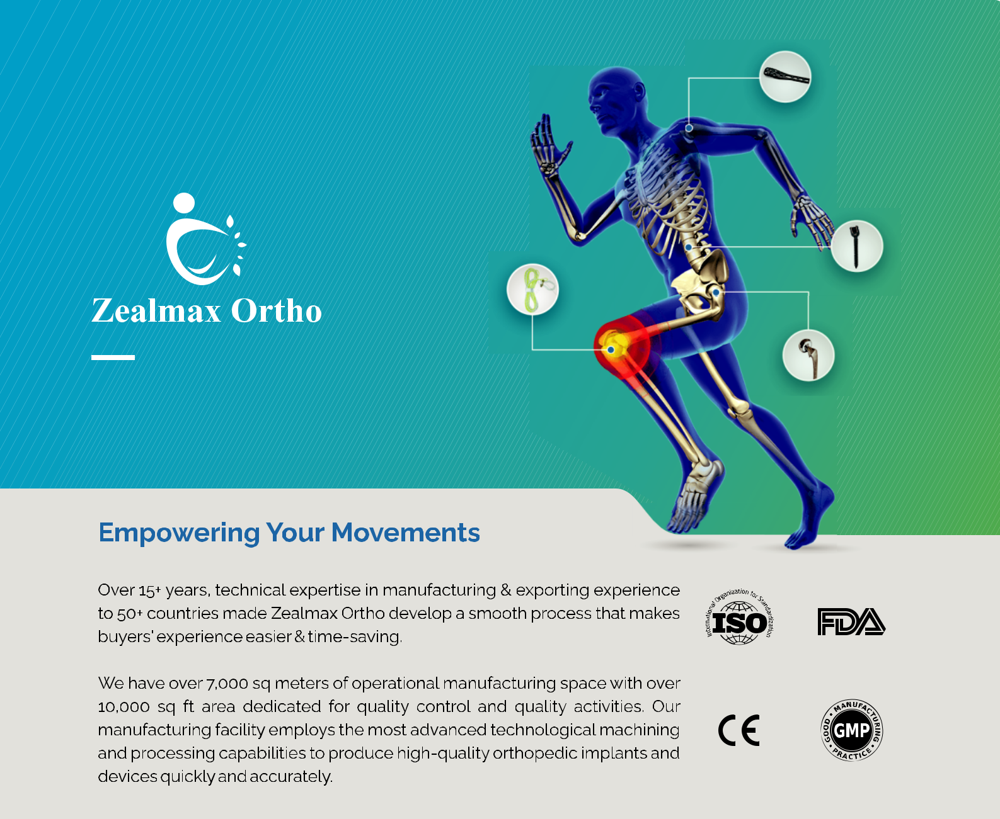 Zealmax Ortho
Empowering Your Movements
Over 15+ years, technical expertise in manufacturing & exporting experience
to 50+ countries made Zealmax Ortho develop a smooth process that makes
buyers' experience easier & time-saving.
We have over 7,000 sq meters of operational manufacturing space with over
10,000 sq ft area dedicated for quality control and quality activities. Our
manufacturing facility employs the most advanced technological machining
and processing capabilities to produce high-quality orthopedic implants and
devices quickly and accurately.
International Organization for Standardization
ISO
FDA
CE
GOOD • MANUFACTURING • PRACTICE •
GMP